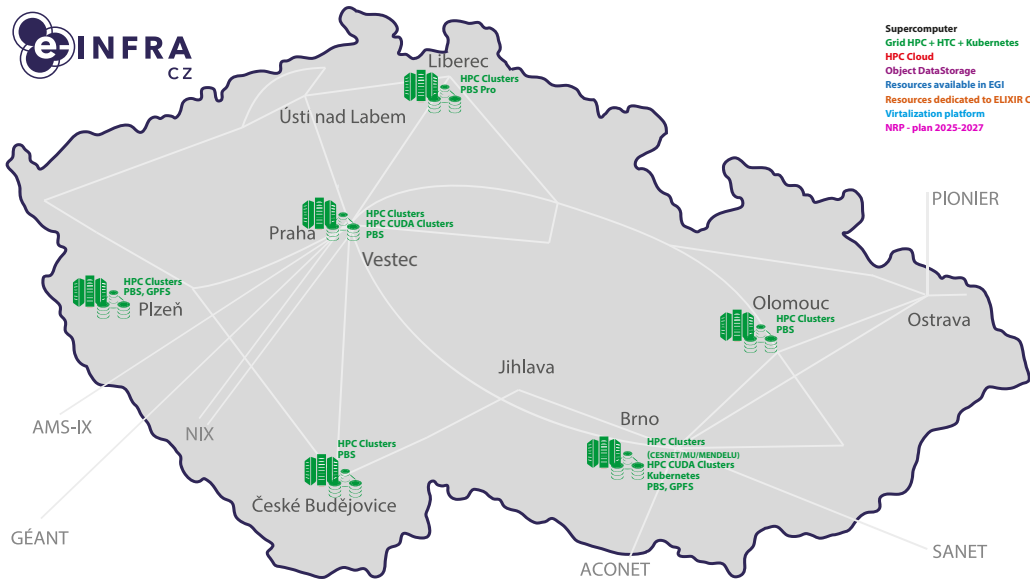 e-INFRA
CZ
Supercomputer
Grid HPC + HTC + Kubernetes
HPC Cloud
Object DataStorage
Resources available in EGI
Resources dedicated to ELIXIR C
Virtalization platform
NRP - plan 2025-2027
Liberec
HPC Clusters
PBS Pro
Ústi nad Labem
PIONIER
HPC Clusters
HPC CUDA Clusters
PBS
Praha
Vestec
HPC Clusters
PBS, GPFS
Plzeň
Olomouc
HPC Clusters
PBS
Ostrava
Jihlava
AMS-IX
NIX
Brno
HPC Clusters
(CESNET/MU/MENDELU)
HPC CUDA Clusters
Kubernetes
PBS, GPFS
HPC Clusters
PBS
České Budějovice
GÉANT
SANET
ACONET